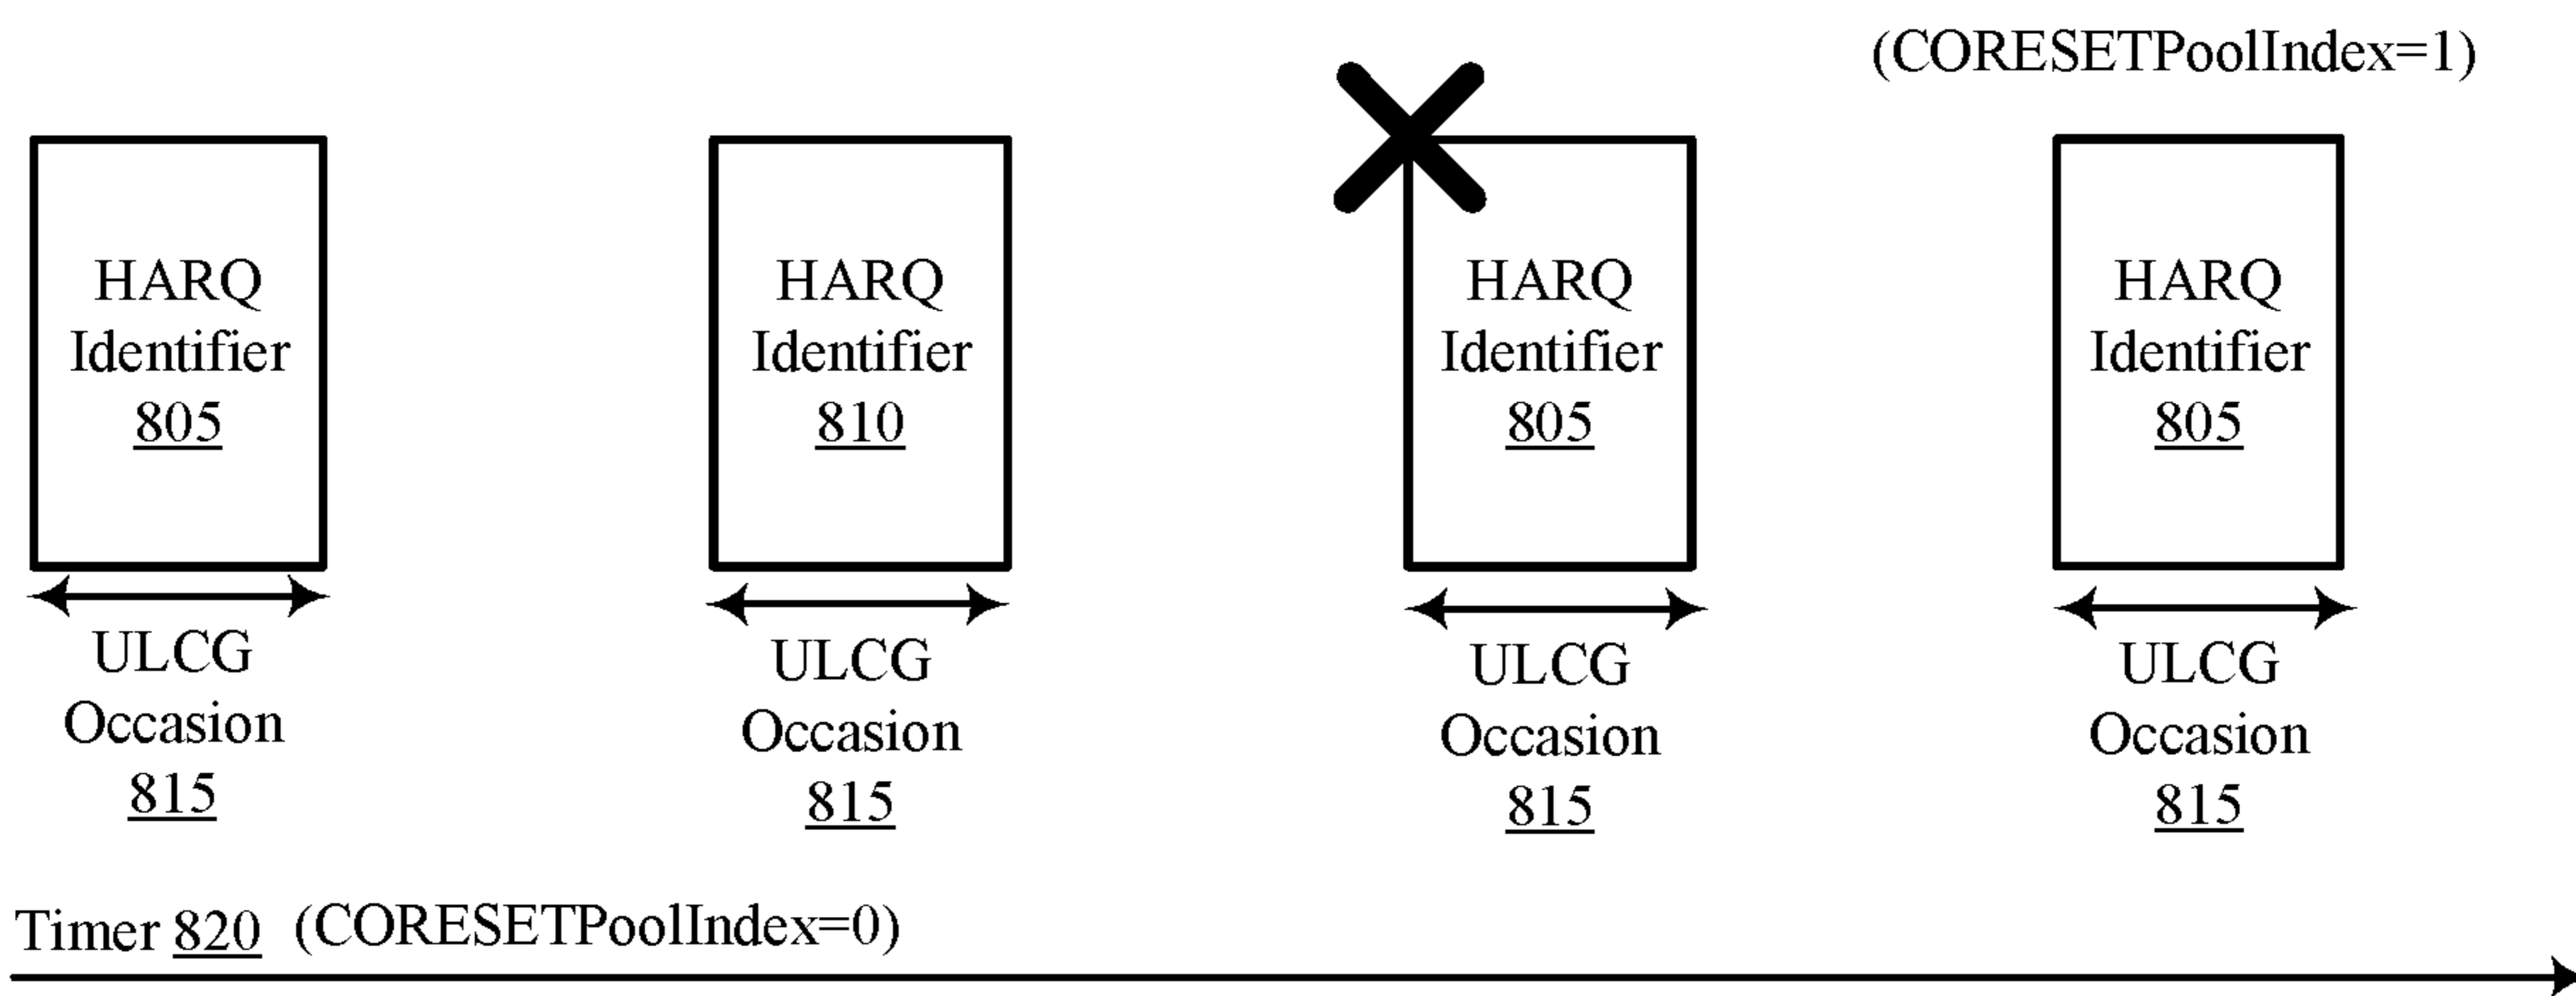 (CORESETPoolIndex=1)
HARQ
Identifier
805
HARQ
Identifier
810
HARQ
Identifier
805
HARQ
Identifier
805
ULCG
Occasion
815
ULCG
Occasion
815
ULCG
Occasion
815
ULCG
Occasion
815
Timer 820 (CORESETPoolIndex=0)